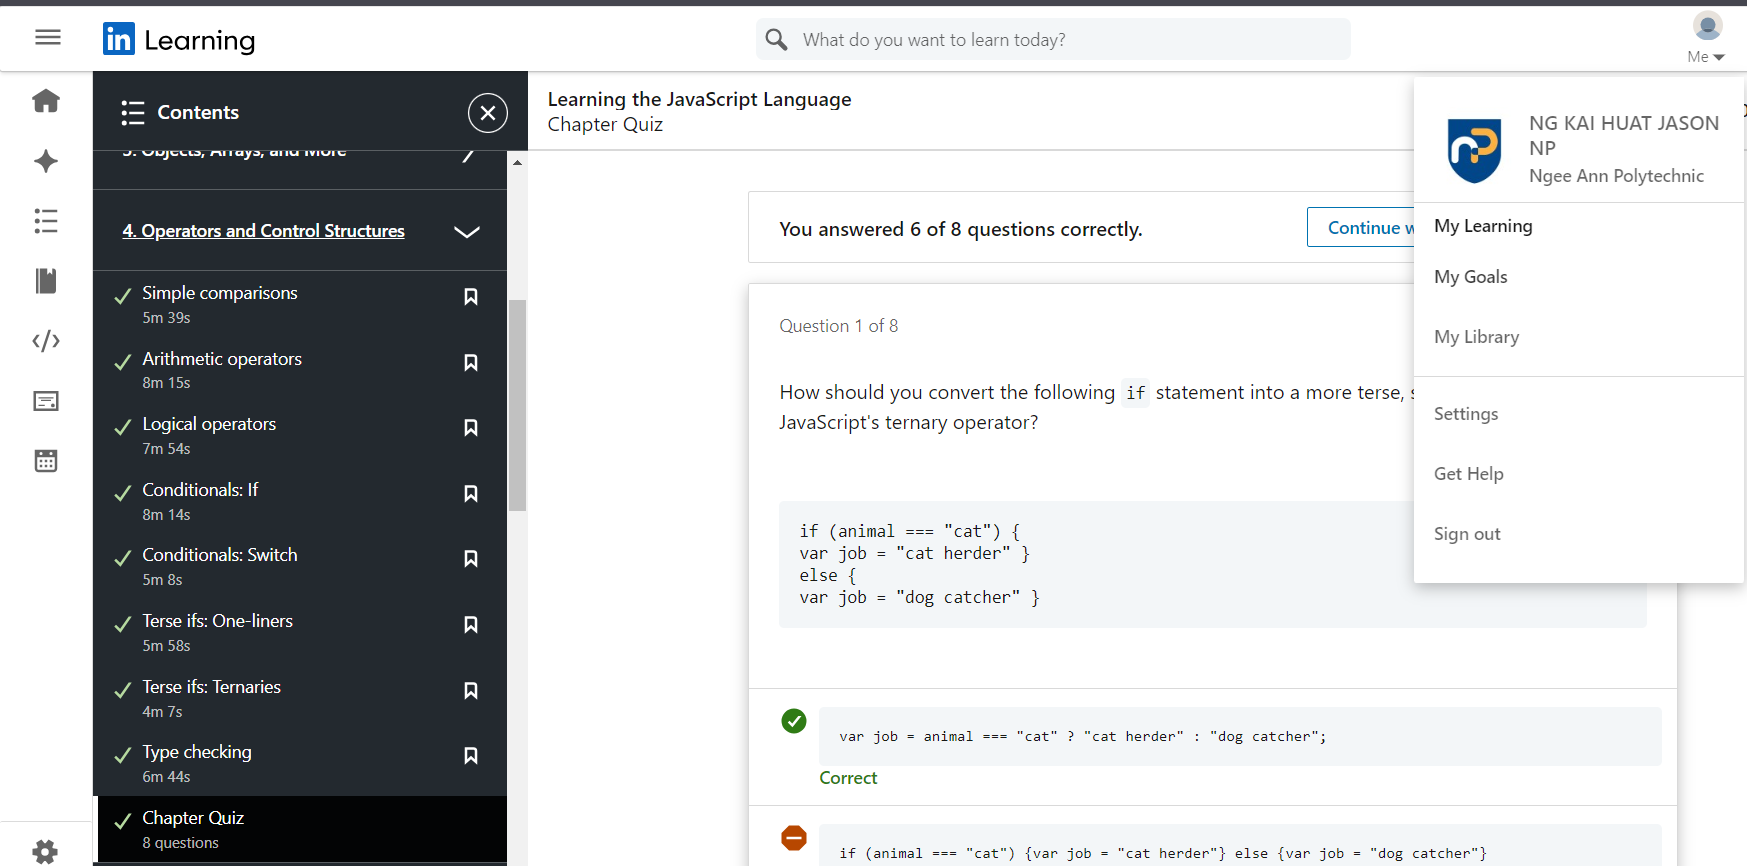 in Learning
What do you want to learn today?
Me
Contents
3. Objects, Arrays, and More
4. Operators and Control Structures
Simple comparisons
5m 39s
Arithmetic operators
8m 15s
Logical operators
7m 54s
Conditionals: If
8m 14s
Conditionals: Switch
5m 8s
Terse ifs: One-liners
5m 58s
Terse ifs: Ternaries
4m 7s
Type checking
6m 44s
Chapter Quiz
8 questions
Learning the JavaScript Language
Chapter Quiz
You answered 6 of 8 questions correctly.
Continue
Question 1 of 8
How should you convert the following if statement into a more terse,
JavaScript's ternary operator?
if (animal === "cat") {
var job = "cat herder" }
else {
var job = "dog catcher" }
var job = animal === "cat" ? "cat herder" : "dog catcher";
Correct
if (animal === "cat") {var job = "cat herder"} else {var job = "dog catcher"}
NG KAI HUAT JASON
NP
Ngee Ann Polytechnic
My Learning
My Goals
My Library
Settings
Get Help
Sign out